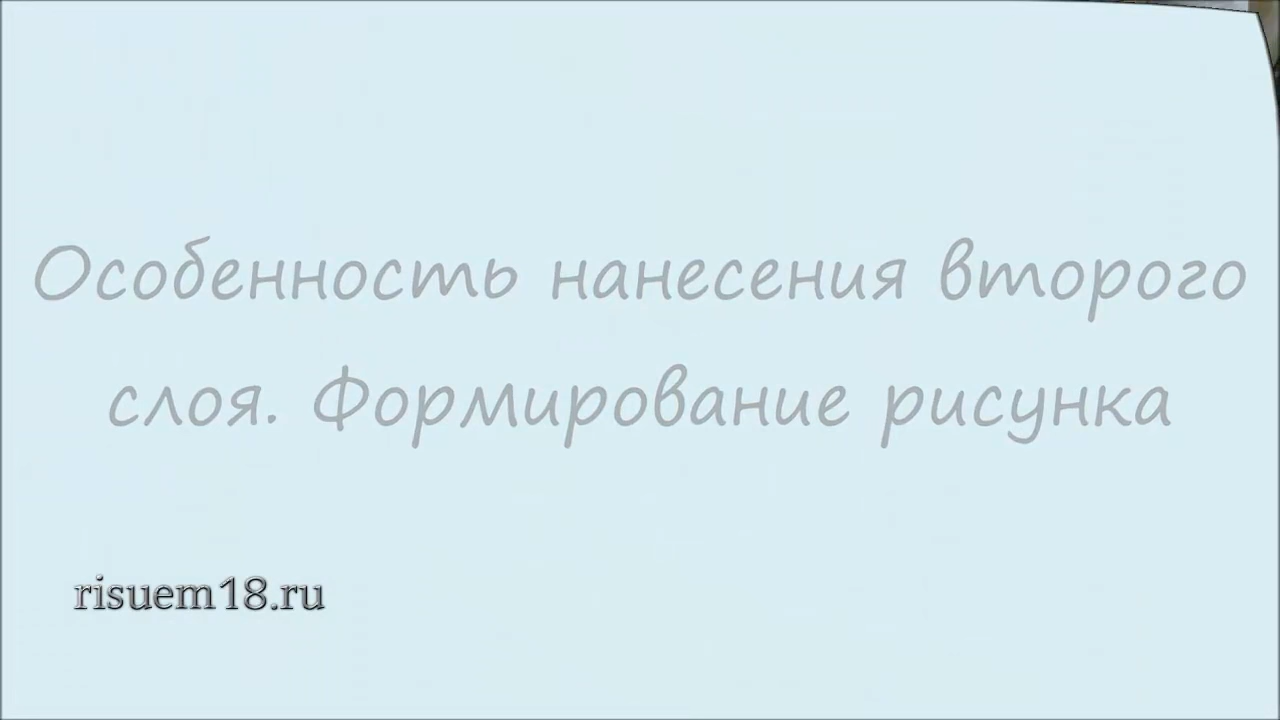 Особенность нанесения второго
слоя. Формирование рисунка
risuem18.ru